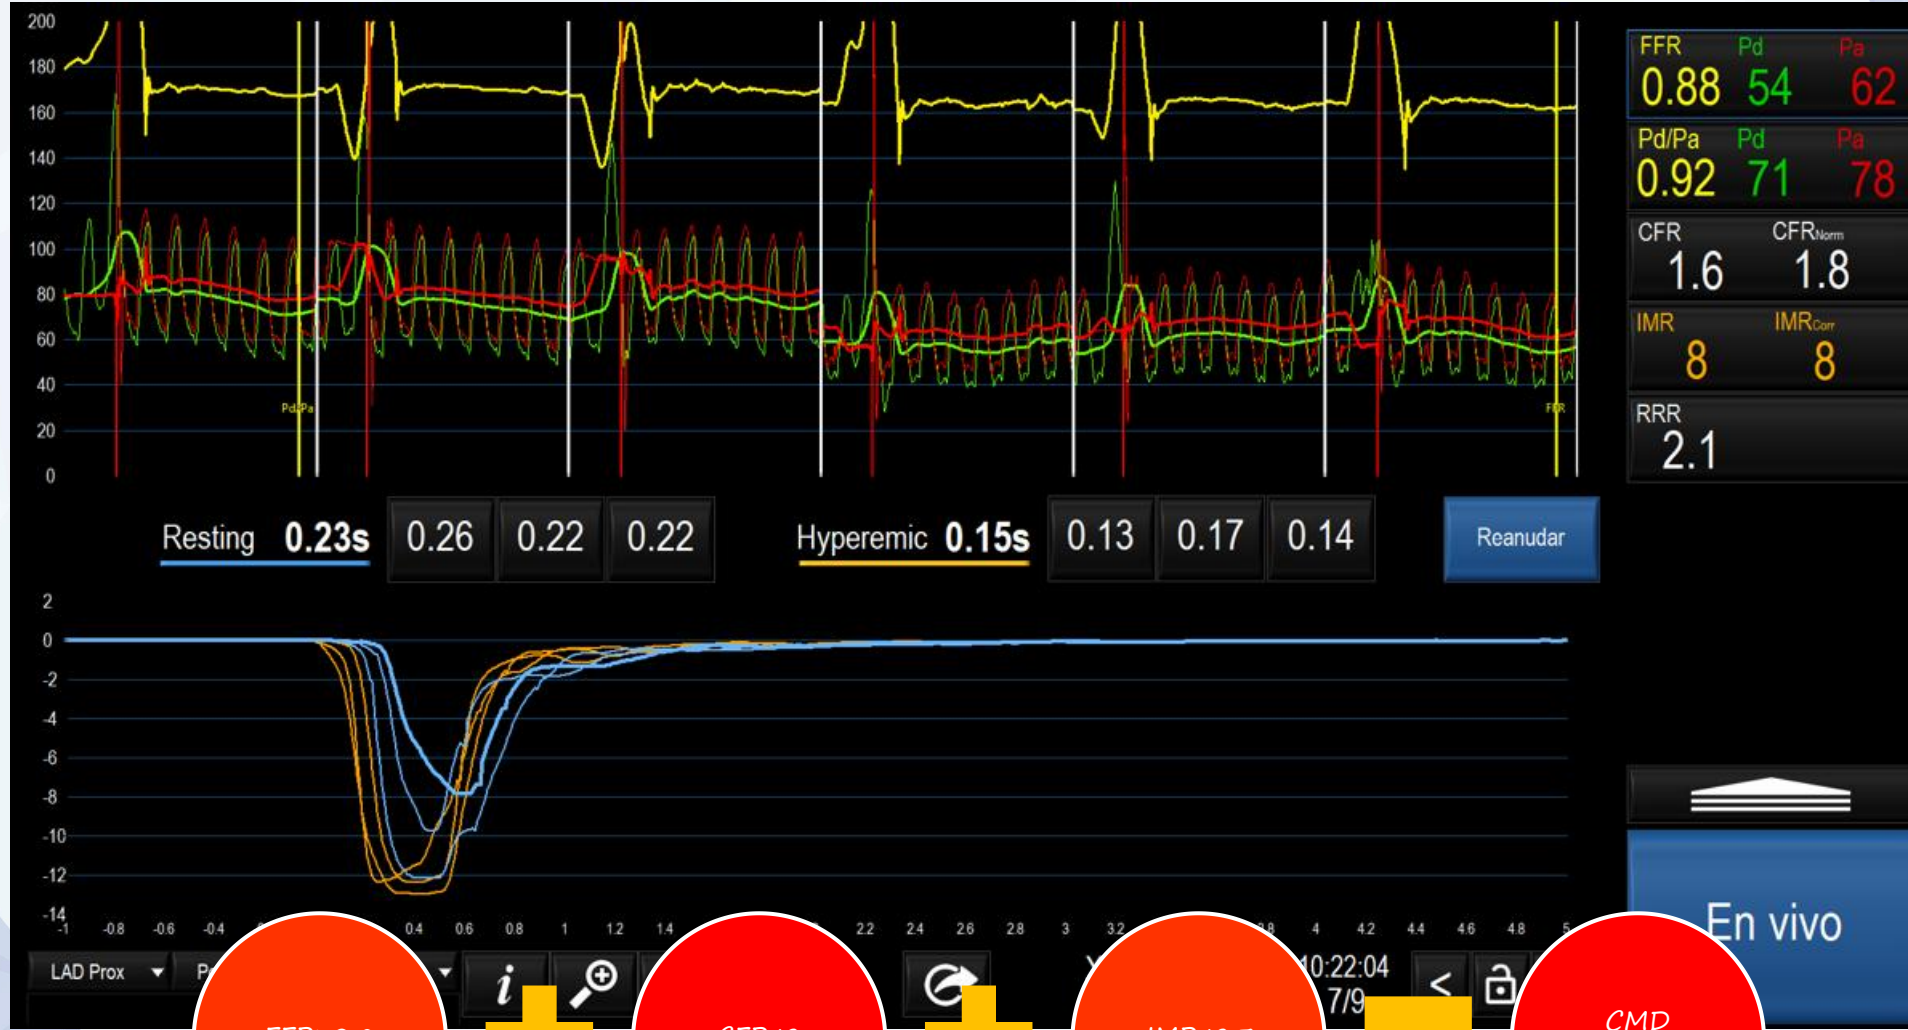 200
180
160
140
120
100
80
60
40
20
0
Pd/Pa
FFR
FFR Pd Pa
0.88 54 62
Pd/Pa Pd Pa
0.92 71 78
CFR CFRNorm
1.6 1.8
IMR IMRCorr
8 8
RRR
2.1
Resting 0.23s 0.26 0.22 0.22
Hyperemic 0.15s 0.13 0.17 0.14
Reanudar
2
0
-2
-4
-6
-8
-10
-12
-14
-1 -0.8 -0.6 -0.4 0.4 0.6 0.8 1 1.2 1.4 2.2 2.4 2.6 2.8 3 3.2 4 4.2 4.4 4.6 4.8 5
En vivo
LAD Prox
i
10:22:04
7/9
<
CMD